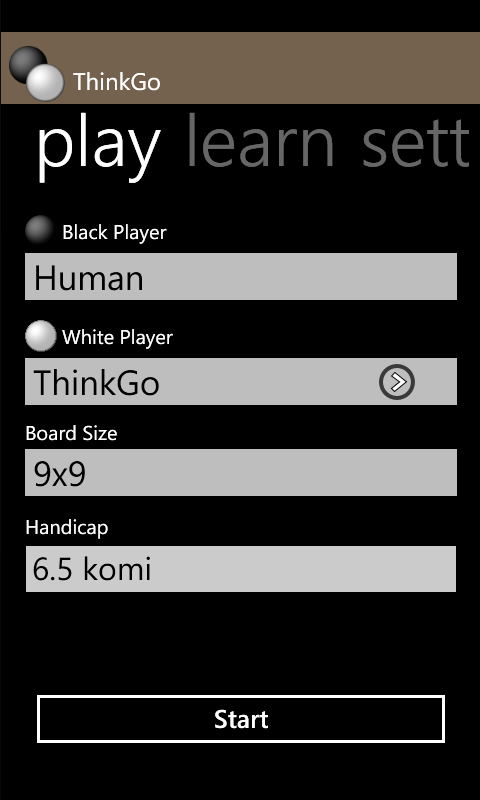 ThinkGo
play learn sett
Black Player
Human
White Player
ThinkGo
Board Size
9x9
Handicap
6.5 komi
Start